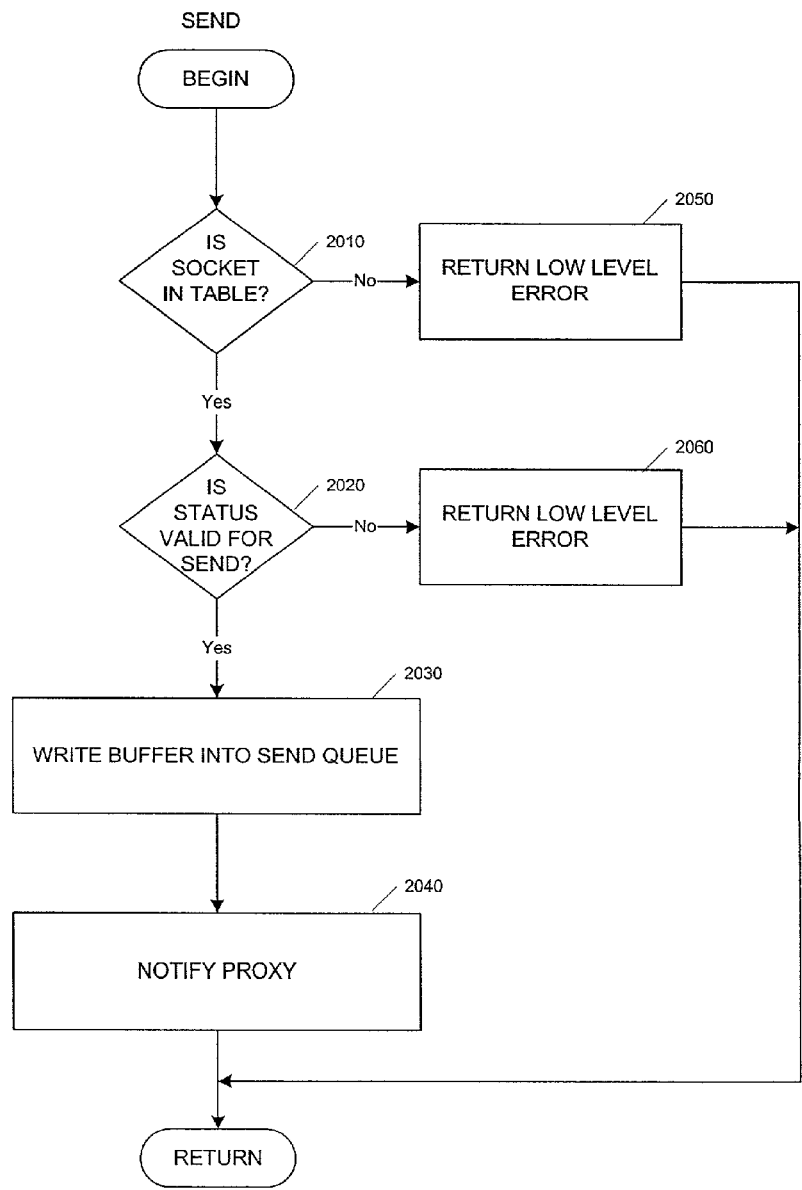 SEND
BEGIN
2050
IS
SOCKET
IN TABLE?
2010
No
RETURN LOW LEVEL
ERROR
Yes
2060
IS
STATUS
VALID FOR
SEND?
2020
No
RETURN LOW LEVEL
ERROR
Yes
2030
WRITE BUFFER INTO SEND QUEUE
2040
NOTIFY PROXY
RETURN